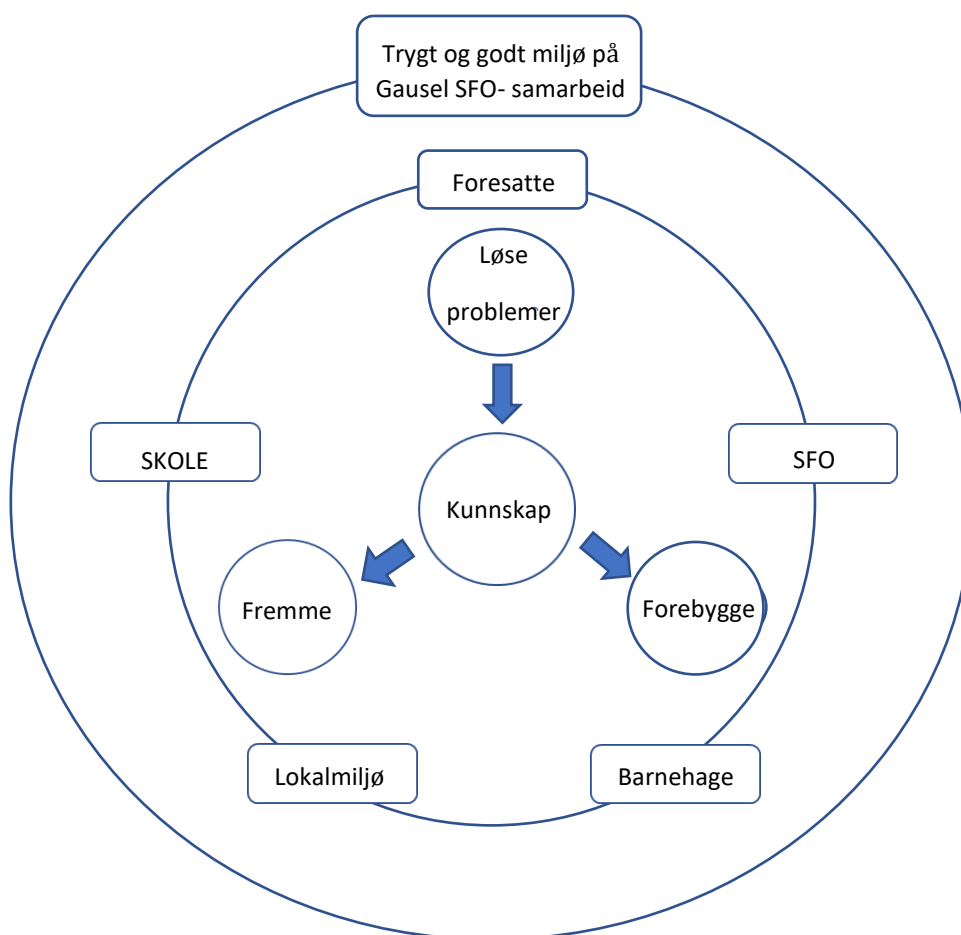 Trygt og godt miljø på
Gausel SFO- samarbeid
Foresatte
Løse
problemer
SKOLE
SFO
Kunnskap
Fremme
Forebygge
Lokalmiljø
Barnehage